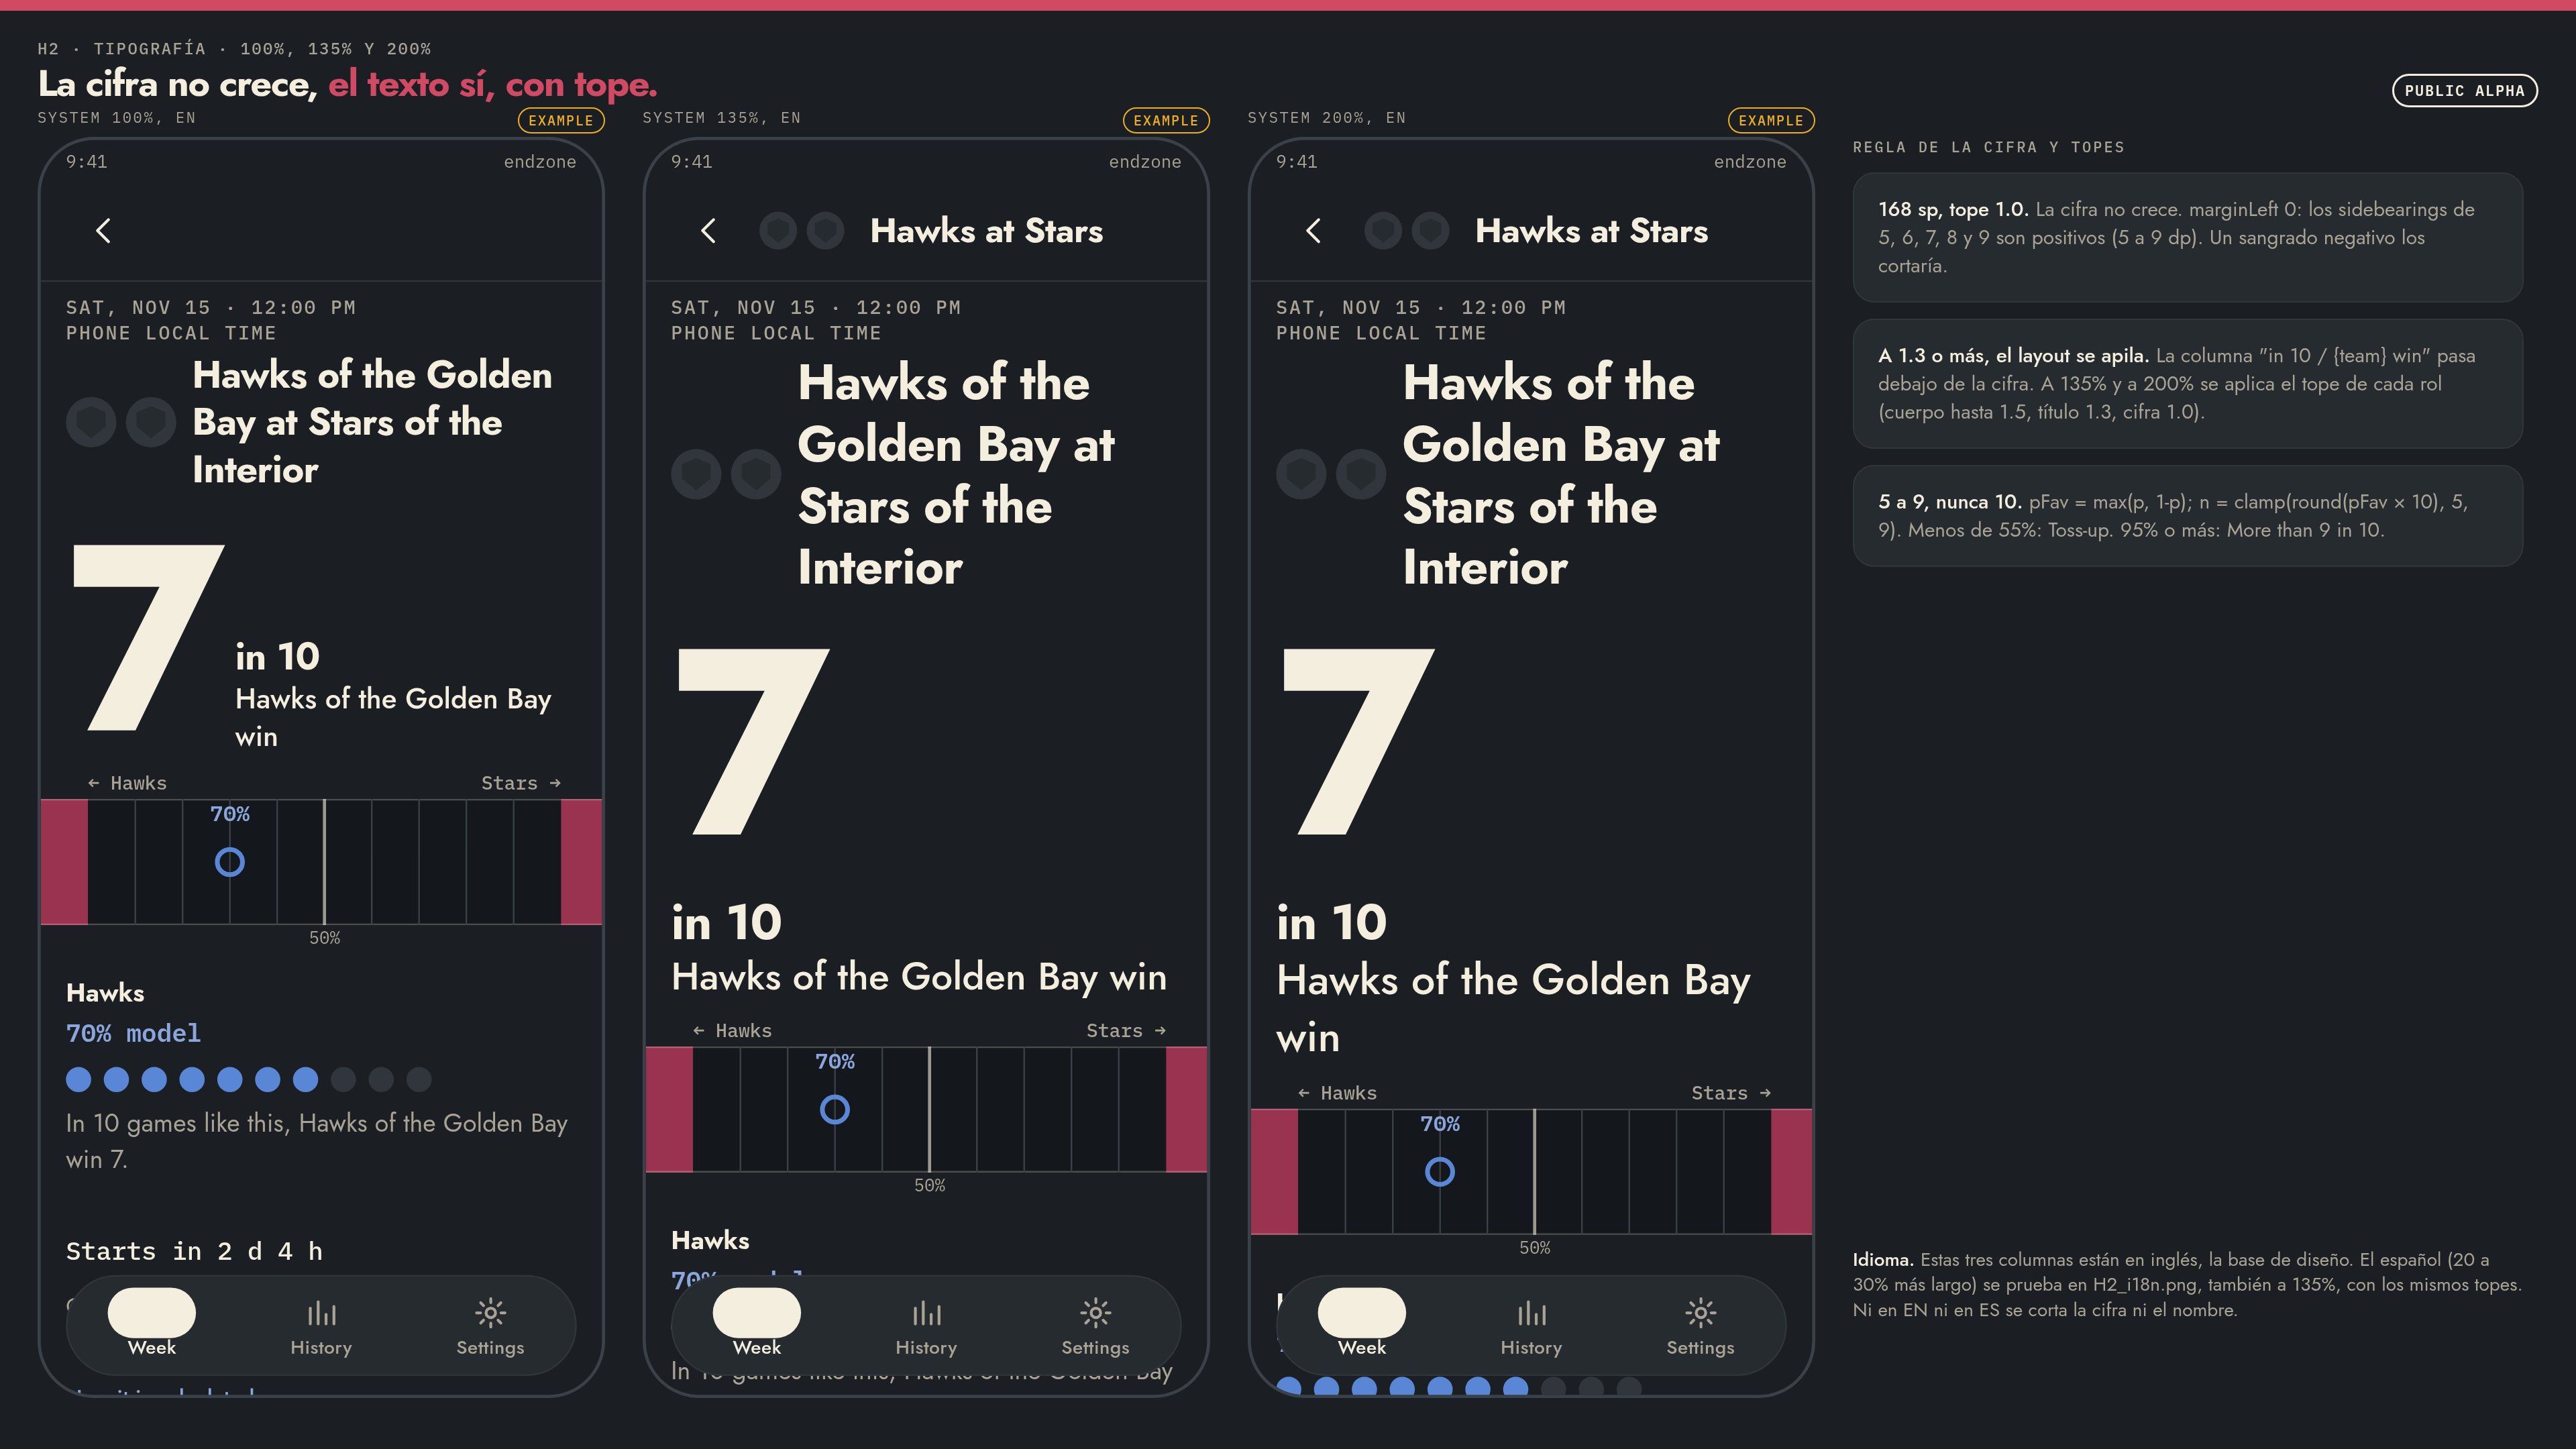 H2 · TIPOGRAFÍA · 100%, 135% Y 200%
La cifra no crece, el texto sí, con tope.
PUBLIC ALPHA
SYSTEM 100%, EN
EXAMPLE
9:41
endzone
SAT, NOV 15 · 12:00 PM
PHONE LOCAL TIME
Hawks of the Golden
Bay at Stars of the
Interior
7
in 10
Hawks of the Golden Bay
win
← Hawks
Stars →
70%
50%
Hawks
70% model
In 10 games like this, Hawks of the Golden Bay
win 7.
Starts in 2 d 4 h
Week
History
Settings
SYSTEM 135%, EN
EXAMPLE
9:41
endzone
Hawks at Stars
SAT, NOV 15 · 12:00 PM
PHONE LOCAL TIME
Hawks of the
Golden Bay at
Stars of the
Interior
7
in 10
Hawks of the Golden Bay win
← Hawks
Stars →
70%
50%
Hawks
70% model
Week
History
Settings
In 10 games like this, Hawks of the Golden Bay
SYSTEM 200%, EN
EXAMPLE
9:41
endzone
Hawks at Stars
SAT, NOV 15 · 12:00 PM
PHONE LOCAL TIME
Hawks of the
Golden Bay at
Stars of the
Interior
7
in 10
Hawks of the Golden Bay
win
← Hawks
Stars →
70%
50%
Week
History
Settings
REGLA DE LA CIFRA Y TOPES
168 sp, tope 1.0. La cifra no crece. marginLeft 0: los sidebearings de
5, 6, 7, 8 y 9 son positivos (5 a 9 dp). Un sangrado negativo los
cortaría.
A 1.3 o más, el layout se apila. La columna "in 10 / {team} win" pasa
debajo de la cifra. A 135% y a 200% se aplica el tope de cada rol
(cuerpo hasta 1.5, título 1.3, cifra 1.0).
5 a 9, nunca 10. pFav = max(p, 1-p); n = clamp(round(pFav × 10), 5,
9). Menos de 55%: Toss-up. 95% o más: More than 9 in 10.
Idioma. Estas tres columnas están en inglés, la base de diseño. El español (20 a
30% más largo) se prueba en H2_i18n.png, también a 135%, con los mismos topes.
Ni en EN ni en ES se corta la cifra ni el nombre.